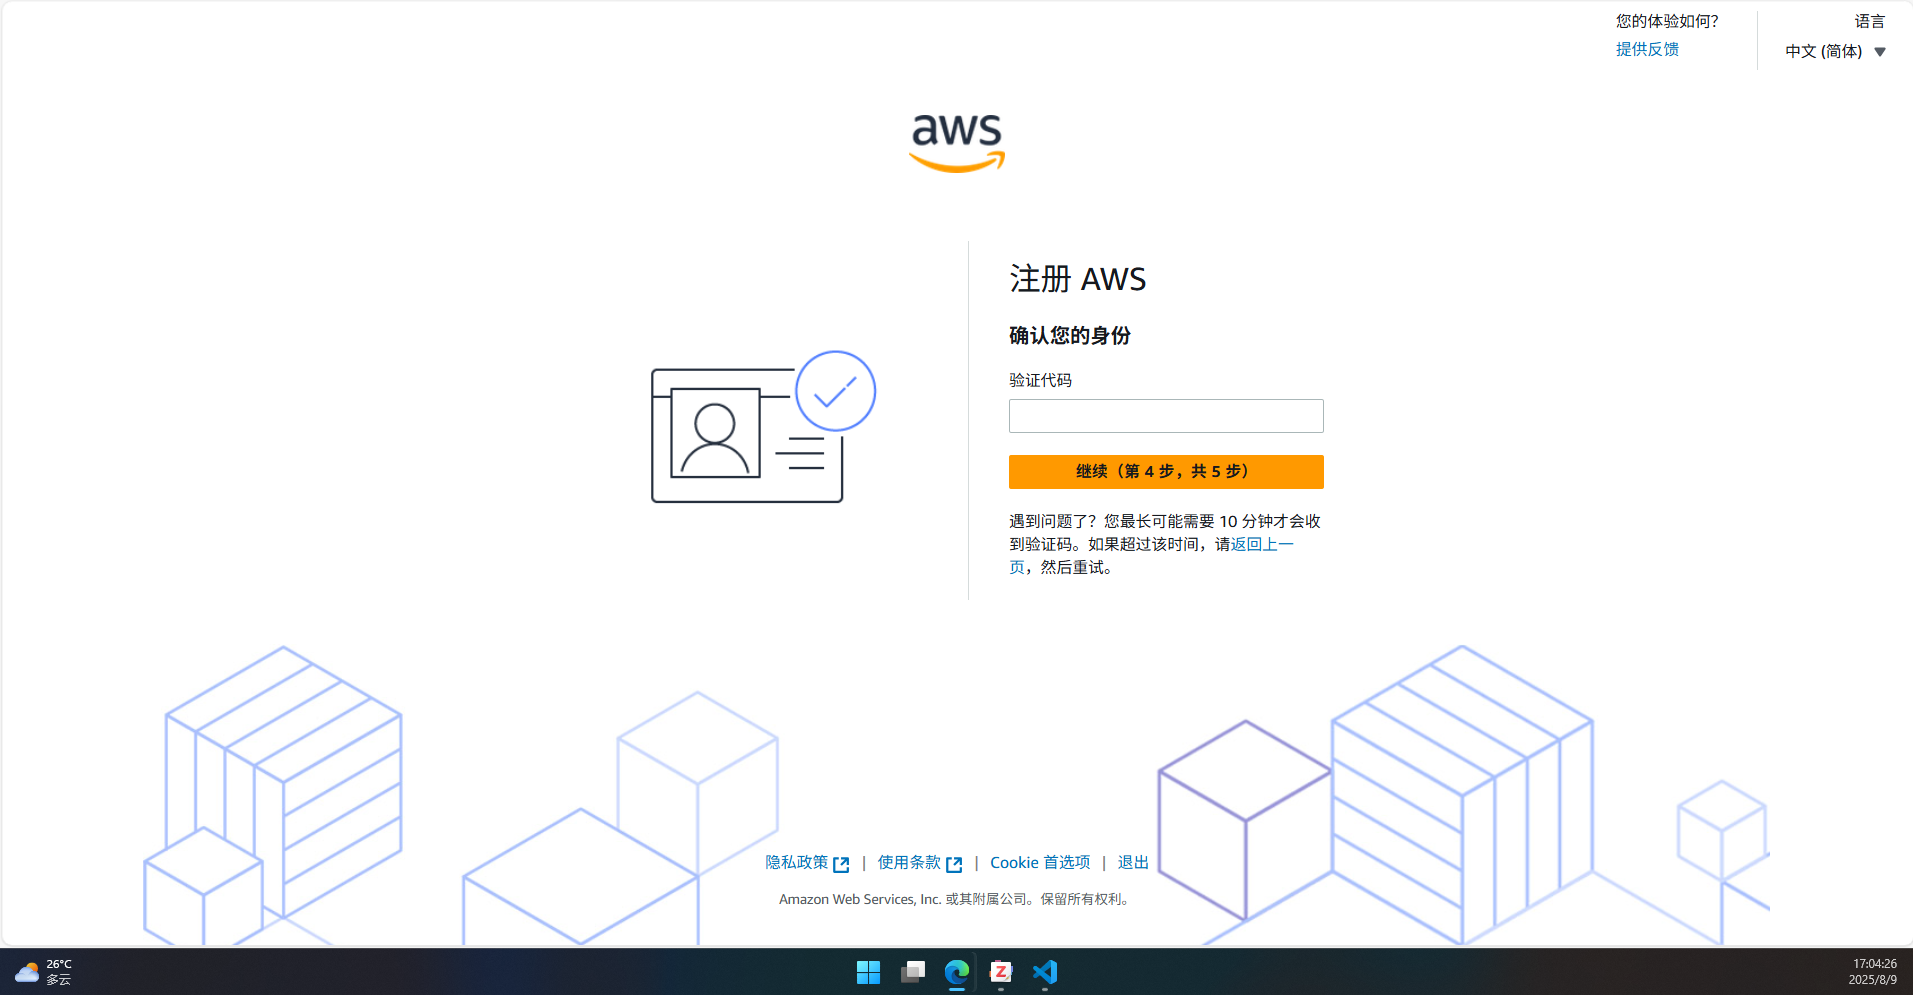 您的体验如何?
提供反馈
语言
中文 (简体)
aws
注册 AWS
确认您的身份
验证代码
继续（第 4 步，共 5 步）
遇到问题了？您最长可能需要 10 分钟才会收
到验证码。如果超过该时间，请返回上一
页，然后重试。
隐私政策 | 使用条款 | Cookie 首选项 | 退出
Amazon Web Services, Inc. 或其附属公司。保留所有权利。
26°C
多云
Z
17:04:26
2025/8/9